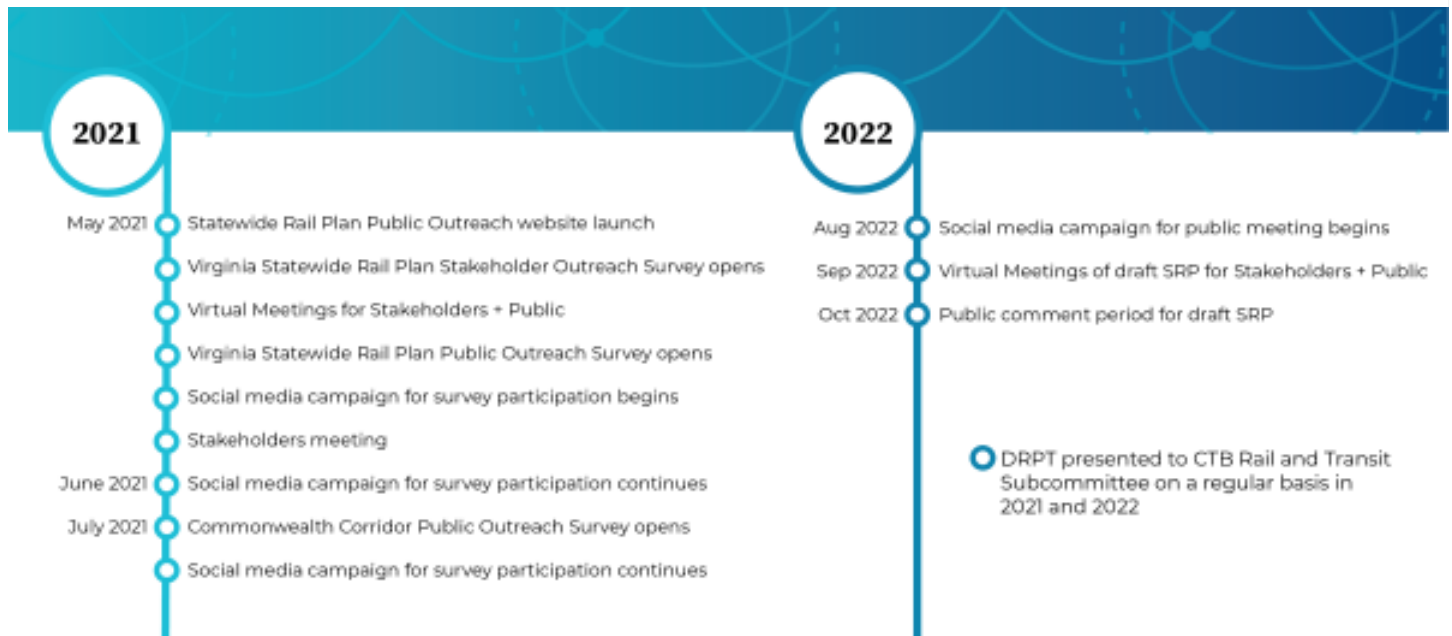 2021
May 2021 Statewide Rail Plan Public Outreach website launch
Virginia Statewide Rail Plan Stakeholder Outreach Survey opens
Virtual Meetings for Stakeholders + Public
Virginia Statewide Rail Plan Public Outreach Survey opens
Social media campaign for survey participation begins
Stakeholders meeting
June 2021 Social media campaign for survey participation continues
July 2021 Commonwealth Corridor Public Outreach Survey opens
Social media campaign for survey participation continues
2022
Aug 2022 Social media campaign for public meeting begins
Sep 2022 Virtual Meetings of draft SRP for Stakeholders + Public
Oct 2022 Public comment period for draft SRP
DRPT presented to CTB Rail and Transit
Subcommittee on a regular basis in
2021 and 2022